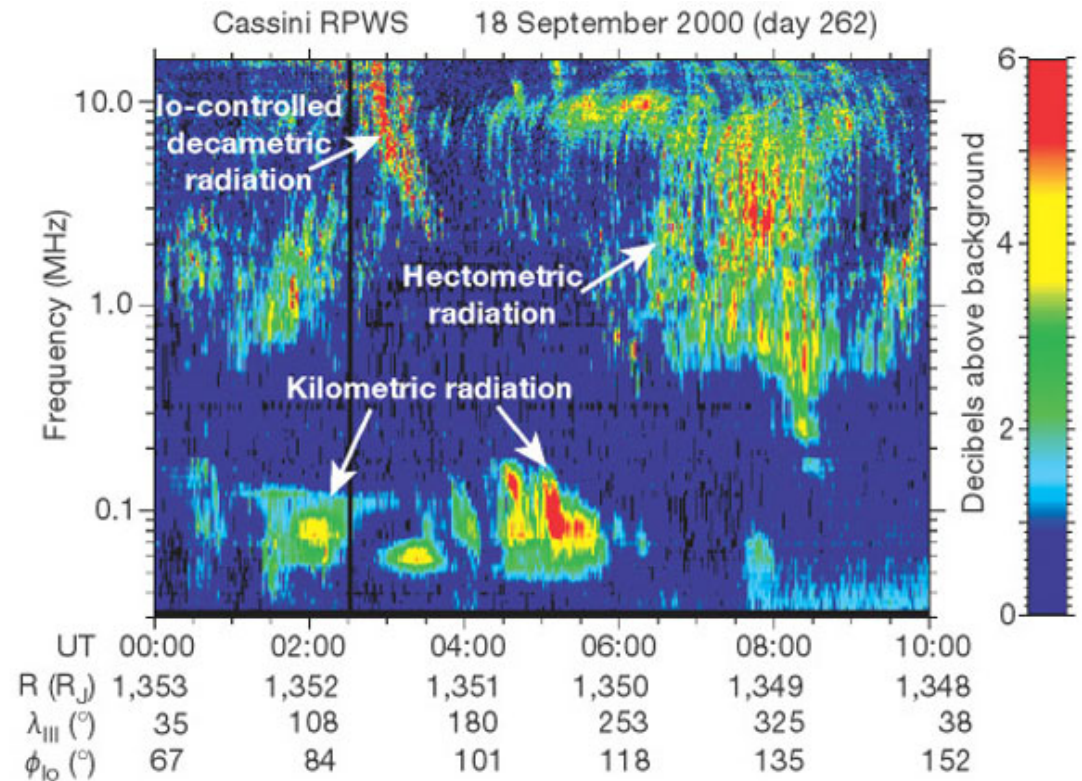 Cassini RPWS 18 September 2000 (day 262)
10.0
1.0
0.1
Frequency (MHz)
Io-controlled
decametric
radiation
Hectometric
radiation
Kilometric radiation
6
4
2
0
Decibels above background
UT 00:00 02:00 04:00 06:00 08:00 10:00
R (R_J) 1,353 1,352 1,351 1,350 1,349 1,348
λ_III (°) 35 108 180 253 325 38
ϕ_Io (°) 67 84 101 118 135 152